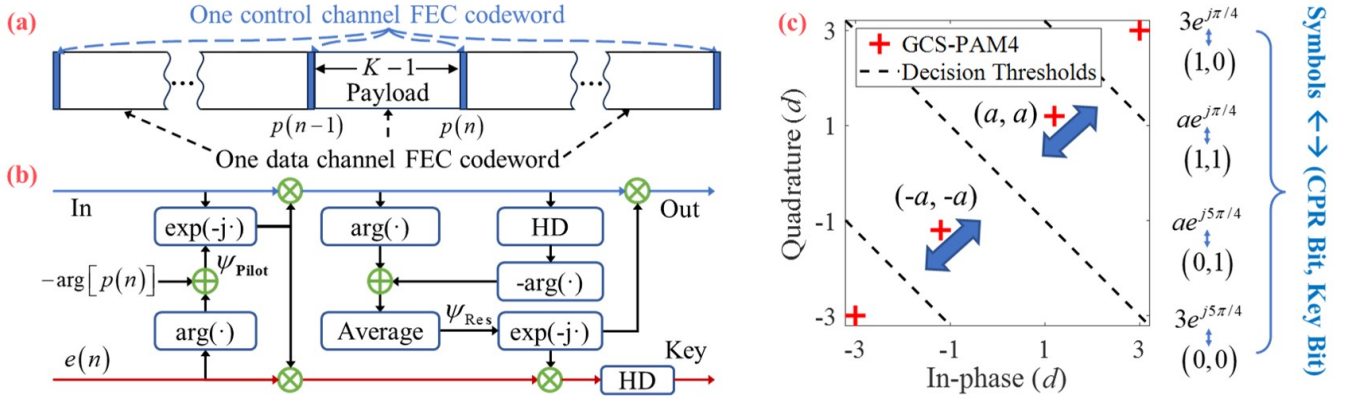 (a)
One control channel FEC codeword
...
K − 1
...
Payload
p(n−1)
p(n)
One data channel FEC codeword
(b)
In
Out
exp(-j·)
arg(·)
HD
ψ_Pilot
−arg[p(n)]
-arg(·)
arg(·)
Average
ψ_Res
exp(-j·)
e(n)
Key
HD
(c)
GCS-PAM4
Decision Thresholds
(a, a)
(-a, -a)
Quadrature (d)
3
1
-1
-3
-3
-1
1
3
In-phase (d)
3e^{jπ/4}
(1,0)
ae^{jπ/4}
(1,1)
ae^{j5π/4}
(0,1)
3e^{j5π/4}
(0,0)
Symbols ←→ (CPR Bit, Key Bit)